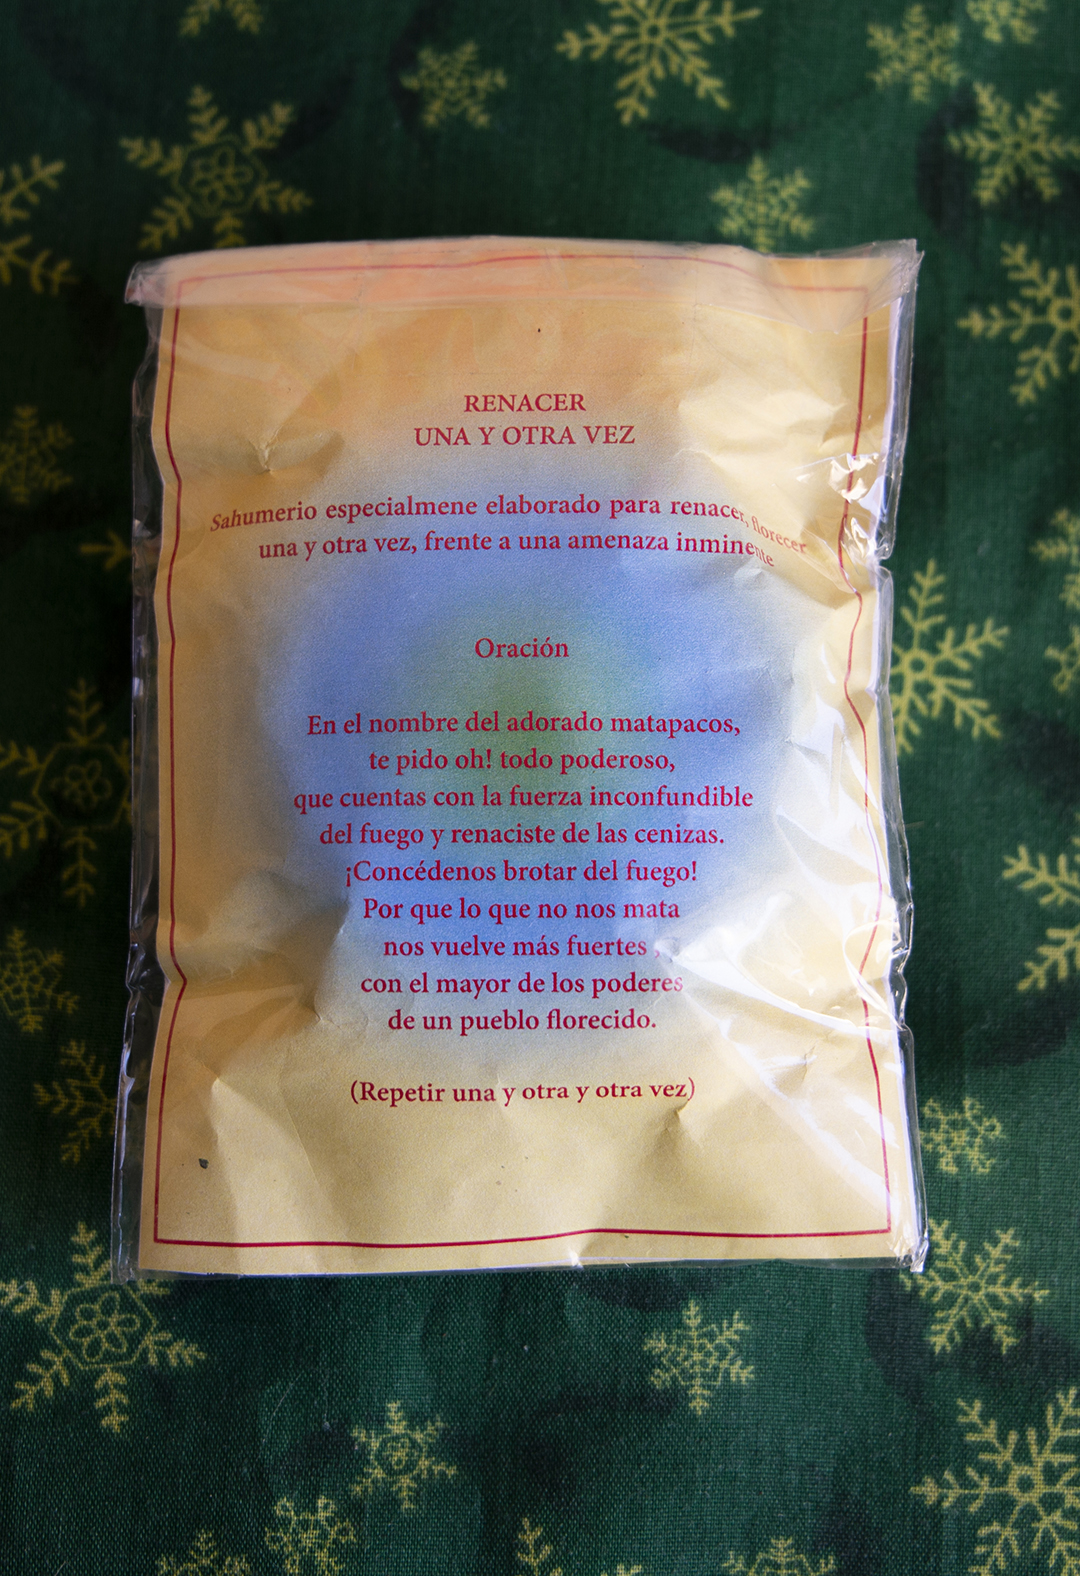 RENACER
UNA Y OTRA VEZ
Sahumerio especialmene elaborado para renacer, florecer
una y otra vez, frente a una amenaza inminente
Oración
En el nombre del adorado matapacos,
te pido oh! todo poderoso,
que cuentas con la fuerza inconfundible
del fuego y renaciste de las cenizas.
¡Concédenos brotar del fuego!
Por que lo que no nos mata
nos vuelve más fuertes ,
con el mayor de los poderes
de un pueblo florecido.
(Repetir una y otra y otra vez)